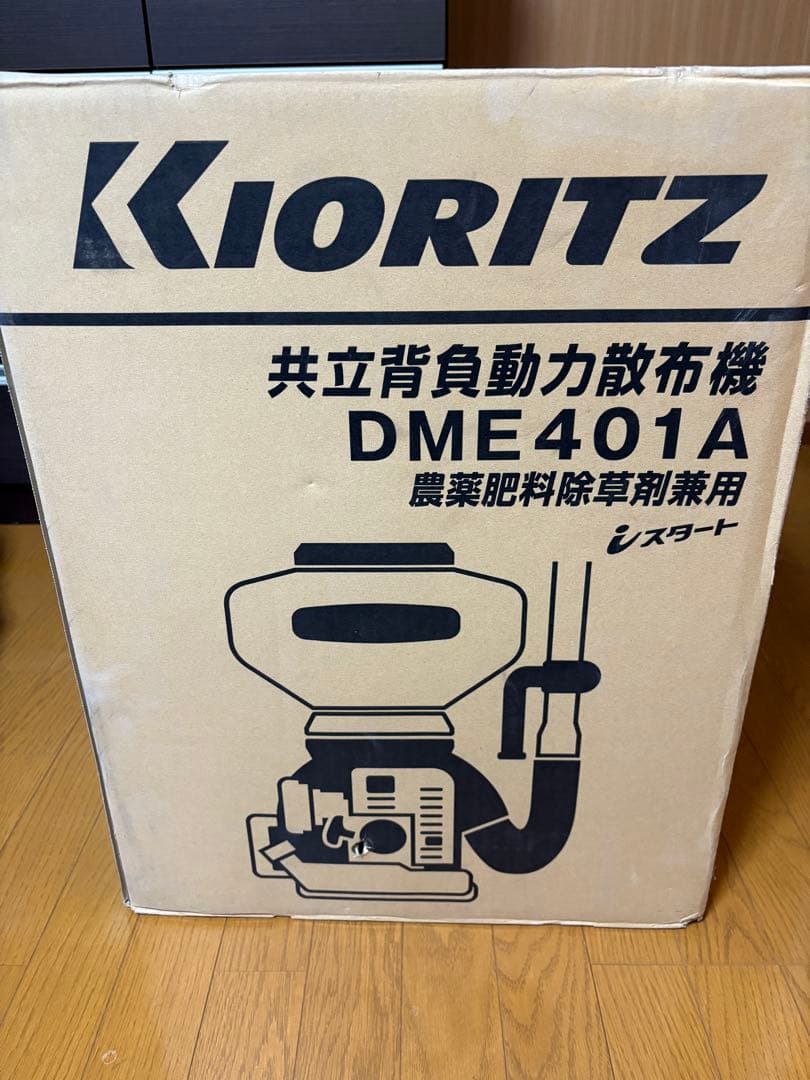 KIORITZ
共立背負動力散布機
DME401A
農薬肥料除草剤兼用
iスタート